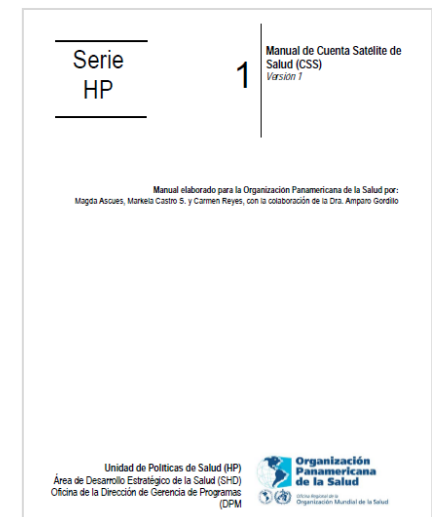 Serie
HP
1
Manual de Cuenta Satélite de
Salud (CSS)
Versión 1
Manual elaborado para la Organización Panamericana de la Salud por:
Magda Ascues, Markela Castro S. y Carmen Reyes, con la colaboración de la Dra. Amparo Gordillo
Unidad de Políticas de Salud (HP)
Área de Desarrollo Estratégico de la Salud (SHD)
Oficina de la Dirección de Gerencia de Programas
(DPM
Organización
Panamericana
de la Salud
Oficina Regional de la
Organización Mundial de la Salud